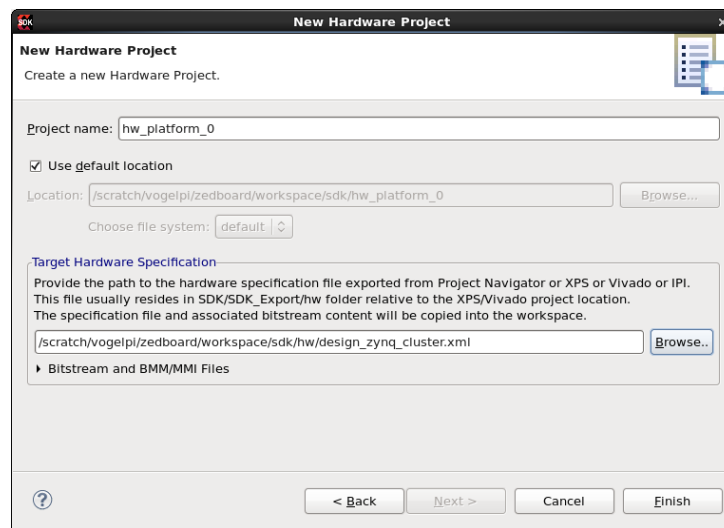 SDK
New Hardware Project
New Hardware Project
Create a new Hardware Project.
Project name: hw_platform_0
Use default location
Location: /scratch/vogelpi/zedboard/workspace/sdk/hw_platform_0 Browse...
Choose file system: default
Target Hardware Specification
Provide the path to the hardware specification file exported from Project Navigator or XPS or Vivado or IPI.
This file usually resides in SDK/SDK_Export/hw folder relative to the XPS/Vivado project location.
The specification file and associated bitstream content will be copied into the workspace.
/scratch/vogelpi/zedboard/workspace/sdk/hw/design_zynq_cluster.xml Browse..
Bitstream and BMM/MMI Files
? < Back Next > Cancel Finish